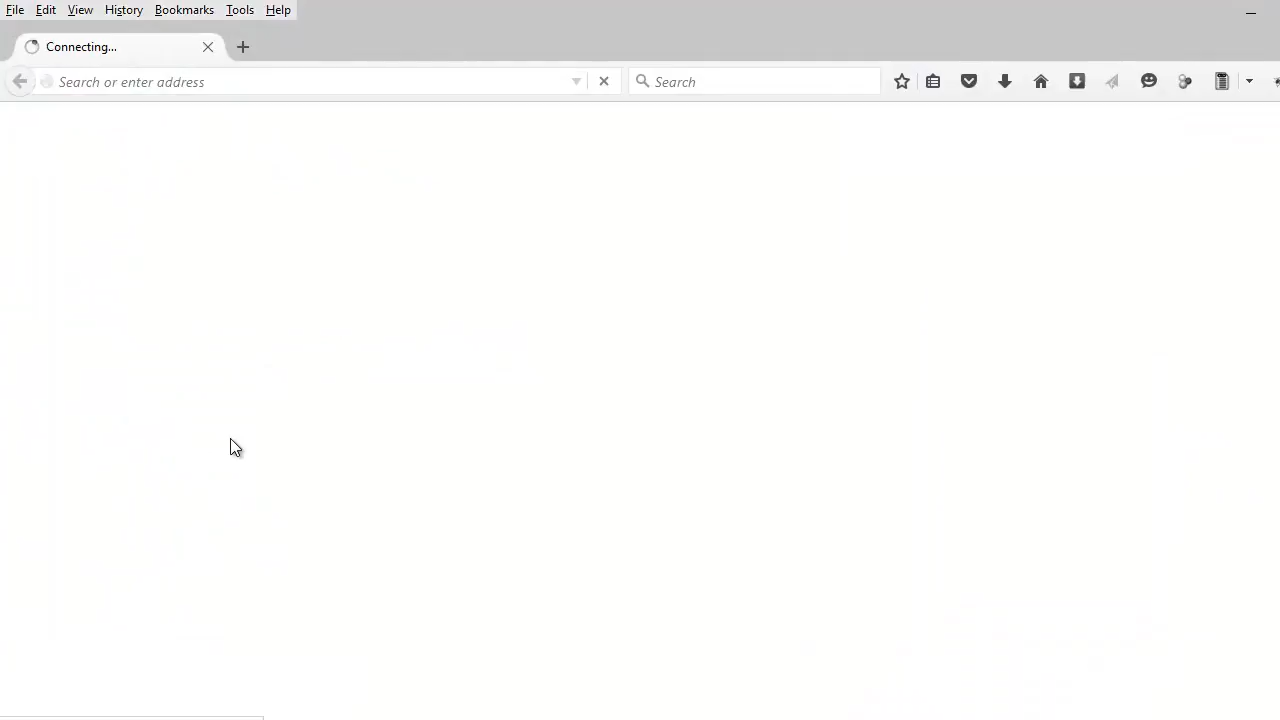 File Edit View History Bookmarks Tools Help
Connecting...
Search or enter address
Search